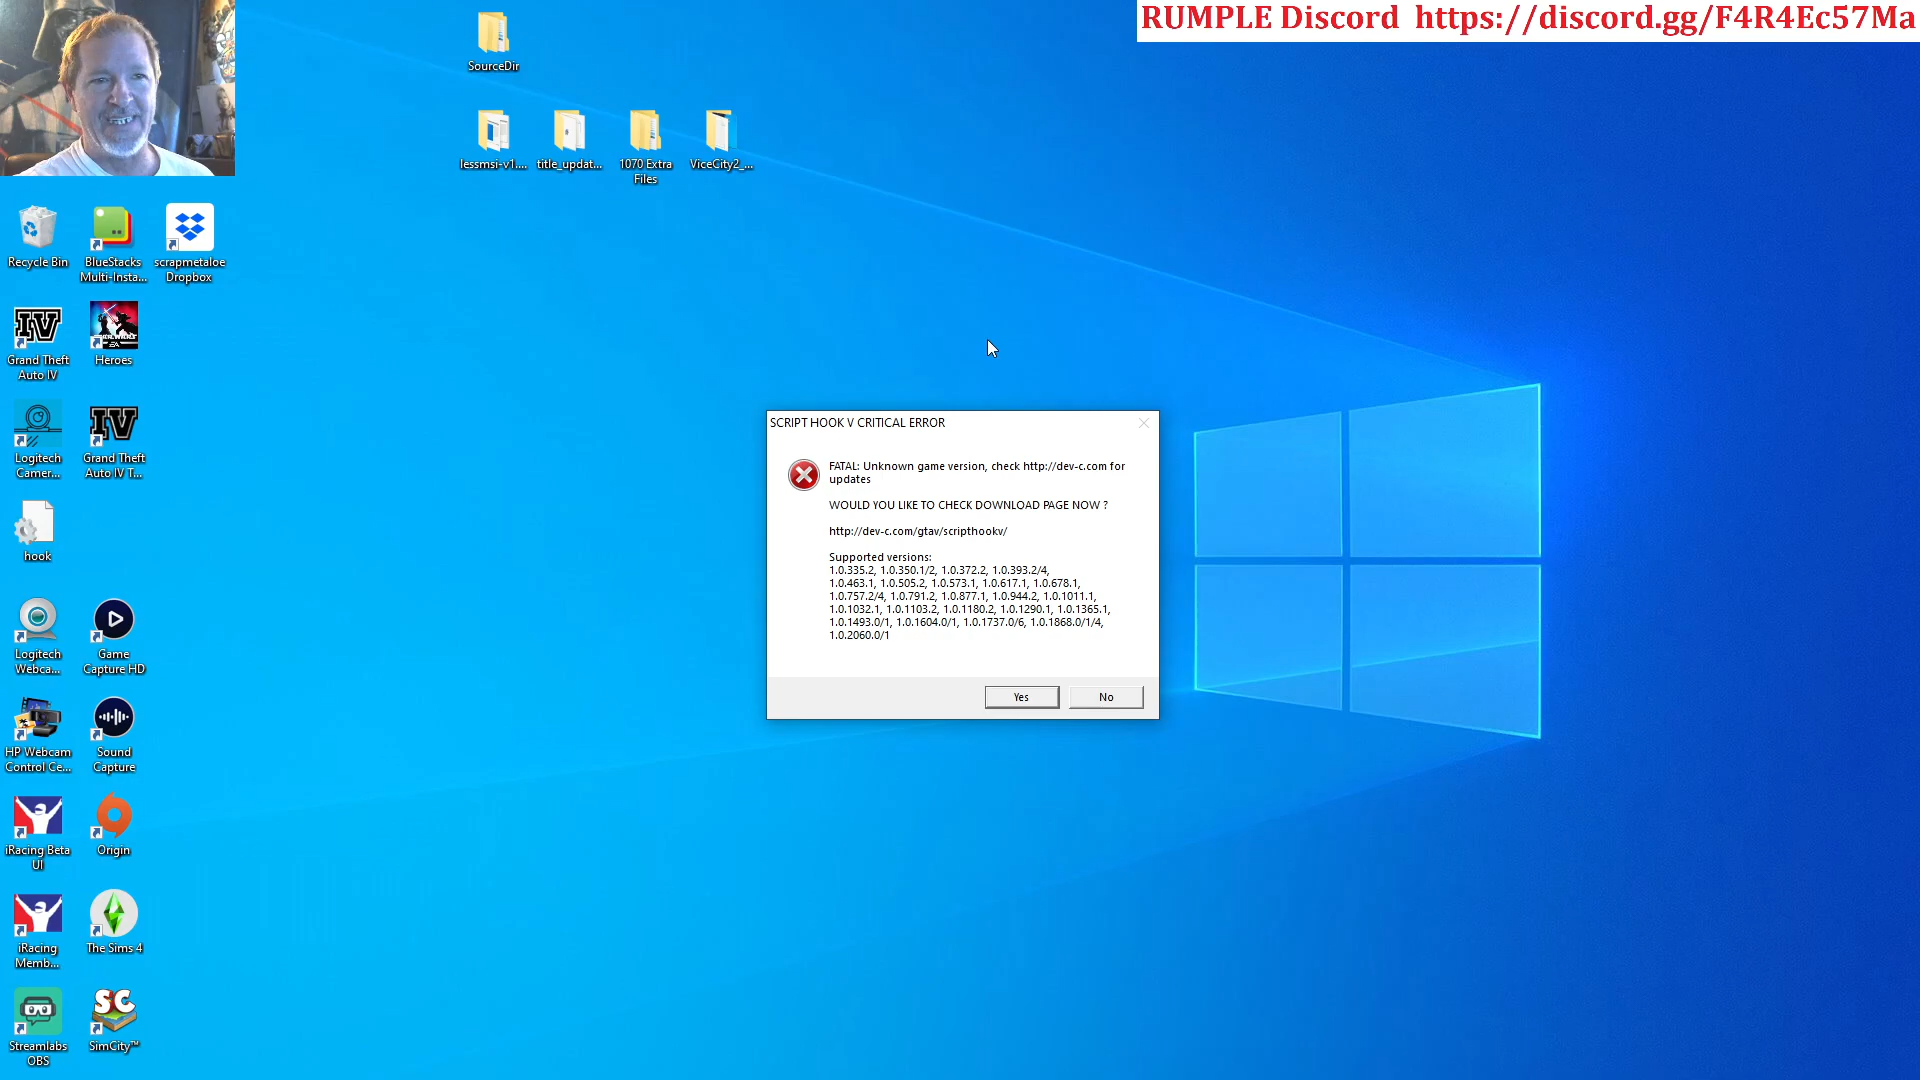 RUMPLE Discord https://discord.gg/F4R4Ec57Ma
SourceDir
lessmsi-v1....
title_updat...
1070 Extra
Files
ViceCity2_...
Recycle Bin
BlueStacks
Multi-Insta...
scrapmetaloe
Dropbox
Grand Theft
Auto IV
Heroes
Logitech
Camer...
Grand Theft
Auto IV T...
hook
Logitech
Webca...
Game
Capture HD
HP Webcam
Control Ce...
Sound
Capture
iRacing Beta
UI
Origin
iRacing
Memb...
The Sims 4
Streamlabs
OBS
SimCity™
SCRIPT HOOK V CRITICAL ERROR
FATAL: Unknown game version, check http://dev-c.com for
updates
WOULD YOU LIKE TO CHECK DOWNLOAD PAGE NOW ?
http://dev-c.com/gtav/scripthookv/
Supported versions:
1.0.335.2, 1.0.350.1/2, 1.0.372.2, 1.0.393.2/4,
1.0.463.1, 1.0.505.2, 1.0.573.1, 1.0.617.1, 1.0.678.1,
1.0.757.2/4, 1.0.791.2, 1.0.877.1, 1.0.944.2, 1.0.1011.1,
1.0.1032.1, 1.0.1103.2, 1.0.1180.2, 1.0.1290.1, 1.0.1365.1,
1.0.1493.0/1, 1.0.1604.0/1, 1.0.1737.0/6, 1.0.1868.0/1/4,
1.0.2060.0/1
Yes
No